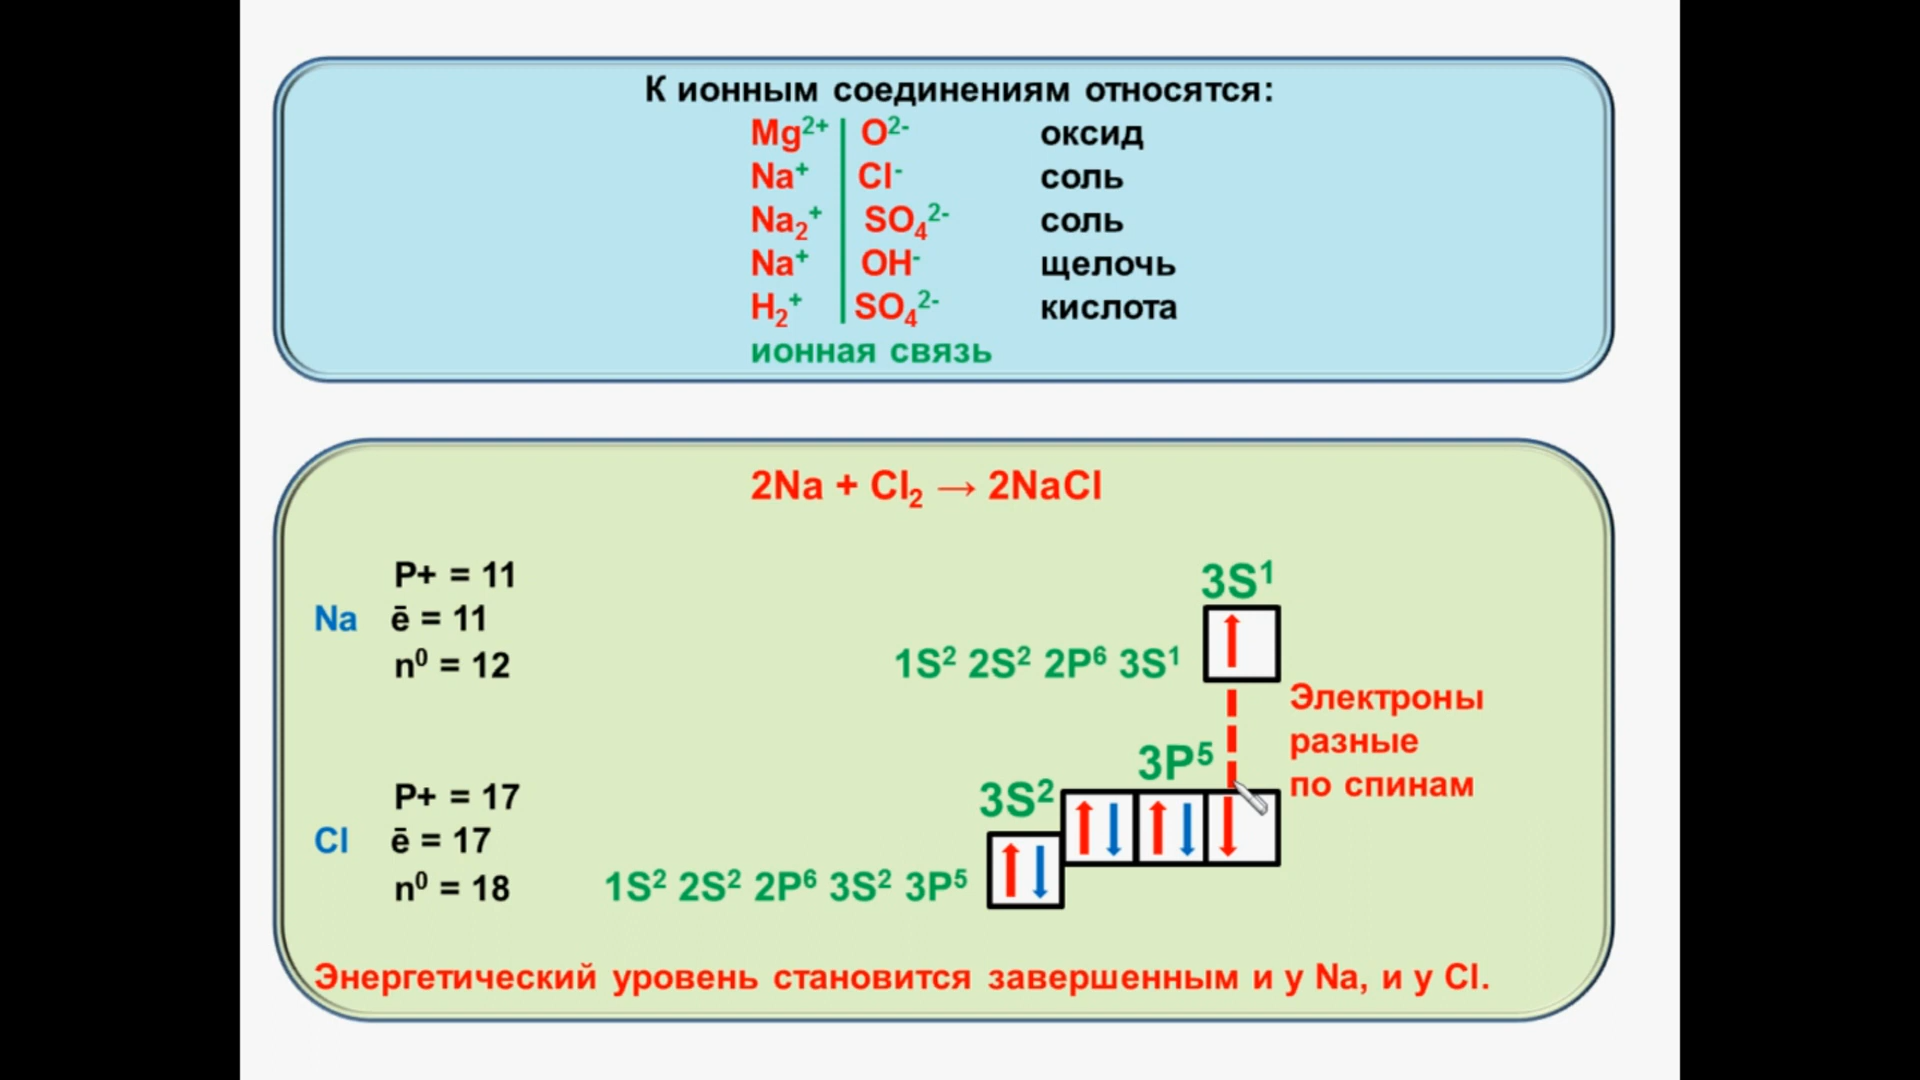 К ионным соединениям относятся:
Mg²⁺ | O²⁻ оксид
Na⁺ | Cl⁻ соль
Na₂⁺ | SO₄²⁻ соль
Na⁺ | OH⁻ щелочь
H₂⁺ | SO₄²⁻ кислота
ионная связь
2Na + Cl₂ → 2NaCl
P+ = 11
Na ē = 11
n⁰ = 12
3S¹
1S² 2S² 2P⁶ 3S¹
Электроны
разные
по спинам
3P⁵
3S²
P+ = 17
Cl ē = 17
n⁰ = 18
1S² 2S² 2P⁶ 3S² 3P⁵
Энергетический уровень становится завершенным и у Na, и у Cl.